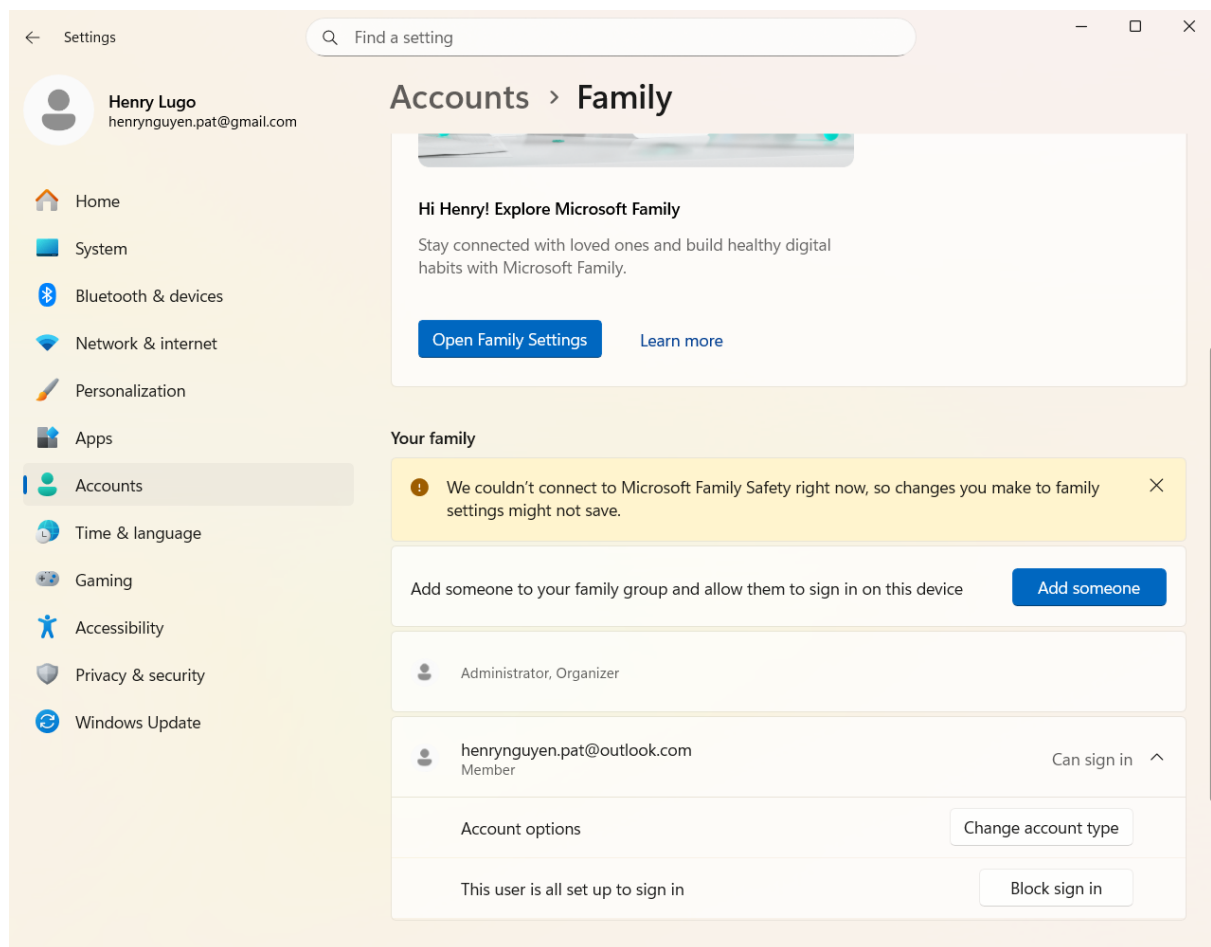 Settings
Find a setting
Henry Lugo
henrynguyen.pat@gmail.com
Home
System
Bluetooth & devices
Network & internet
Personalization
Apps
Accounts
Time & language
Gaming
Accessibility
Privacy & security
Windows Update
Accounts > Family
Hi Henry! Explore Microsoft Family
Stay connected with loved ones and build healthy digital
habits with Microsoft Family.
Open Family Settings Learn more
Your family
We couldn’t connect to Microsoft Family Safety right now, so changes you make to family
settings might not save.
Add someone to your family group and allow them to sign in on this device Add someone
Administrator, Organizer
henrynguyen.pat@outlook.com
Member
Can sign in
Account options Change account type
This user is all set up to sign in Block sign in